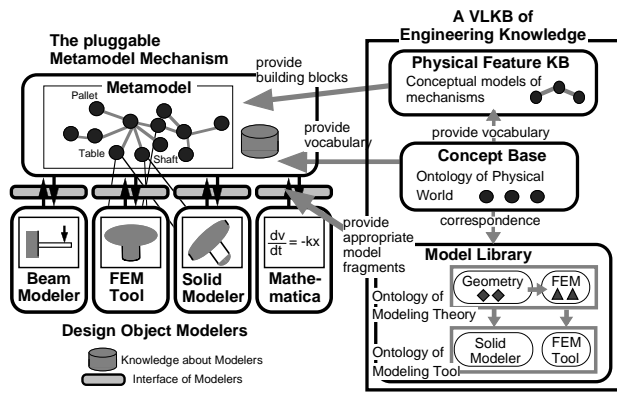 The pluggable
Metamodel Mechanism
provide
building blocks
Metamodel
Pallet
Table
Shaft
provide
vocabulary
Beam
Modeler
FEM
Tool
Solid
Modeler
dv
dt
= -kx
Mathe-
matica
provide
appropriate
model
fragments
Design Object Modelers
Knowledge about Modelers
Interface of Modelers
A VLKB of
Engineering Knowledge
Physical Feature KB
Conceptual models of
mechanisms
provide vocabulary
Concept Base
Ontology of Physical
World
correspondence
Model Library
Geometry
FEM
Ontology of
Modeling Theory
Solid
Modeler
FEM
Tool
Ontology of
Modeling Tool